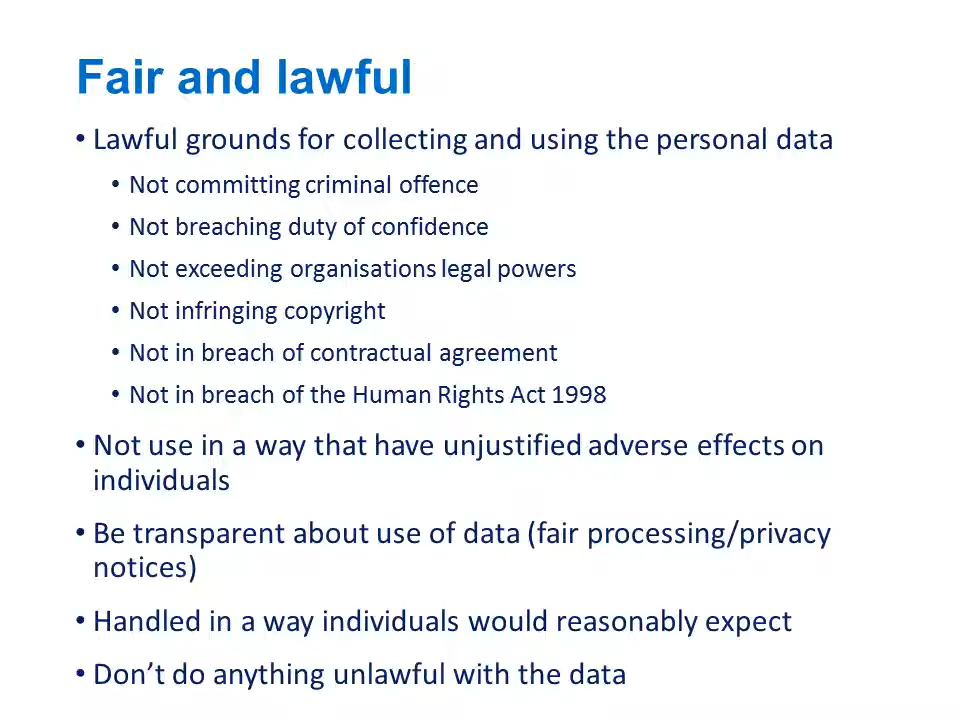 Fair and lawful
• Lawful grounds for collecting and using the personal data
• Not committing criminal offence
• Not breaching duty of confidence
• Not exceeding organisations legal powers
• Not infringing copyright
• Not in breach of contractual agreement
• Not in breach of the Human Rights Act 1998
• Not use in a way that have unjustified adverse effects on
individuals
• Be transparent about use of data (fair processing/privacy
notices)
• Handled in a way individuals would reasonably expect
• Don’t do anything unlawful with the data